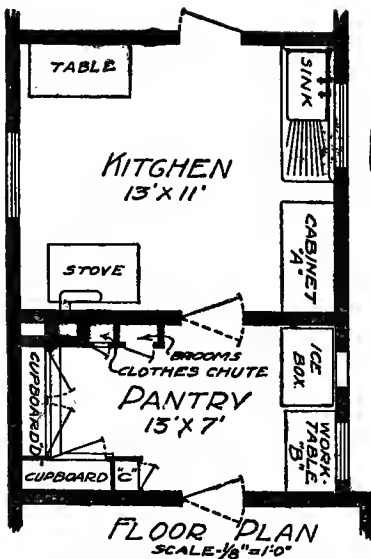 TABLE
SINK
KITCHEN
13'X11'
CABINET
"A"
STOVE
BROOMS
CLOTHES CHUTE
ICE
BOX
CUPBOARD"D"
PANTRY
13'X7'
WORK-
TABLE
"B"
CUPBOARD "C"
FLOOR PLAN
SCALE-1/8"=1'0"